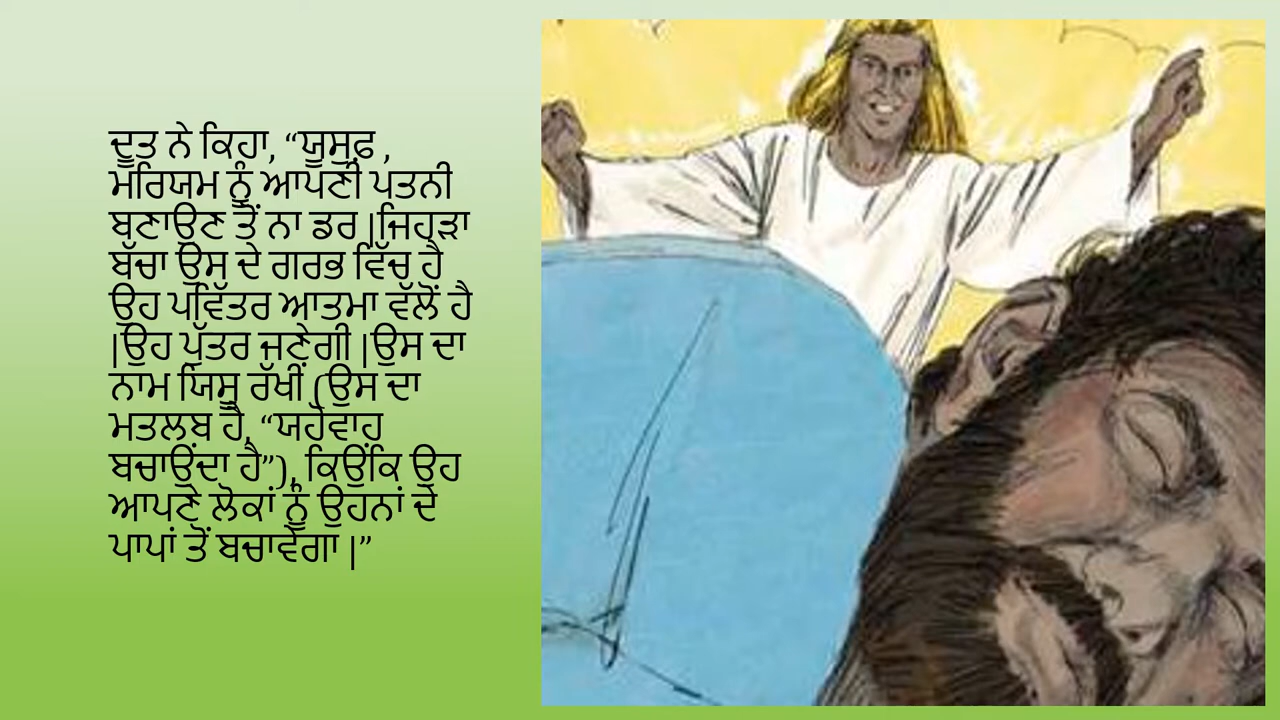 ਦੂਤ ਨੇ ਕਿਹਾ, “ਯੂਸੁਫ਼ ,
ਮਰਿਯਮ ਨੂੰ ਆਪਣੀ ਪਤਨੀ
ਬਣਾਉਣ ਤੋਂ ਨਾ ਡਰ |ਜਿਹੜਾ
ਬੱਚਾ ਉਸ ਦੇ ਗਰਭ ਵਿੱਚ ਹੈ
ਉਹ ਪਵਿੱਤਰ ਆਤਮਾ ਵੱਲੋਂ ਹੈ
|ਉਹ ਪੁੱਤਰ ਜਣੇਗੀ |ਉਸ ਦਾ
ਨਾਮ ਯਿਸੂ ਰੱਖੀਂ (ਉਸ ਦਾ
ਮਤਲਬ ਹੈ, “ਯਹੋਵਾਹ
ਬਚਾਉਂਦਾ ਹੈ”), ਕਿਉਂਕਿ ਉਹ
ਆਪਣੇ ਲੋਕਾਂ ਨੂੰ ਉਹਨਾਂ ਦੇ
ਪਾਪਾਂ ਤੋਂ ਬਚਾਵੇਗਾ |”